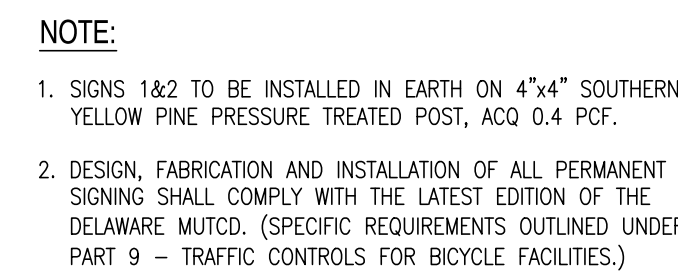 NOTE:
1. SIGNS 1&2 TO BE INSTALLED IN EARTH ON 4"x4" SOUTHERN
YELLOW PINE PRESSURE TREATED POST, ACQ 0.4 PCF.
2. DESIGN, FABRICATION AND INSTALLATION OF ALL PERMANENT
SIGNING SHALL COMPLY WITH THE LATEST EDITION OF THE
DELAWARE MUTCD. (SPECIFIC REQUIREMENTS OUTLINED UNDER
PART 9 – TRAFFIC CONTROLS FOR BICYCLE FACILITIES.)